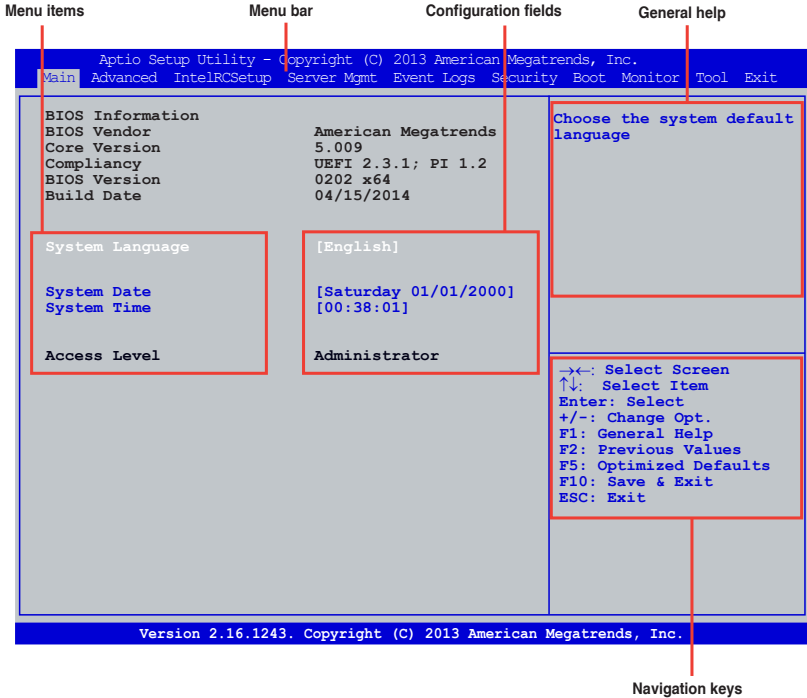 Menu items Menu bar Configuration fields General help
Aptio Setup Utility - Copyright (C) 2013 American Megatrends, Inc.
Main Advanced IntelRCSetup Server Mgmt Event Logs Security Boot Monitor Tool Exit
BIOS Information
BIOS Vendor American Megatrends
Core Version 5.009
Compliancy UEFI 2.3.1; PI 1.2
BIOS Version 0202 x64
Build Date 04/15/2014
System Language [English]
System Date [Saturday 01/01/2000]
System Time [00:38:01]
Access Level Administrator
Choose the system default
language
→←: Select Screen
↑↓: Select Item
Enter: Select
+/-: Change Opt.
F1: General Help
F2: Previous Values
F5: Optimized Defaults
F10: Save & Exit
ESC: Exit
Version 2.16.1243. Copyright (C) 2013 American Megatrends, Inc.
Navigation keys